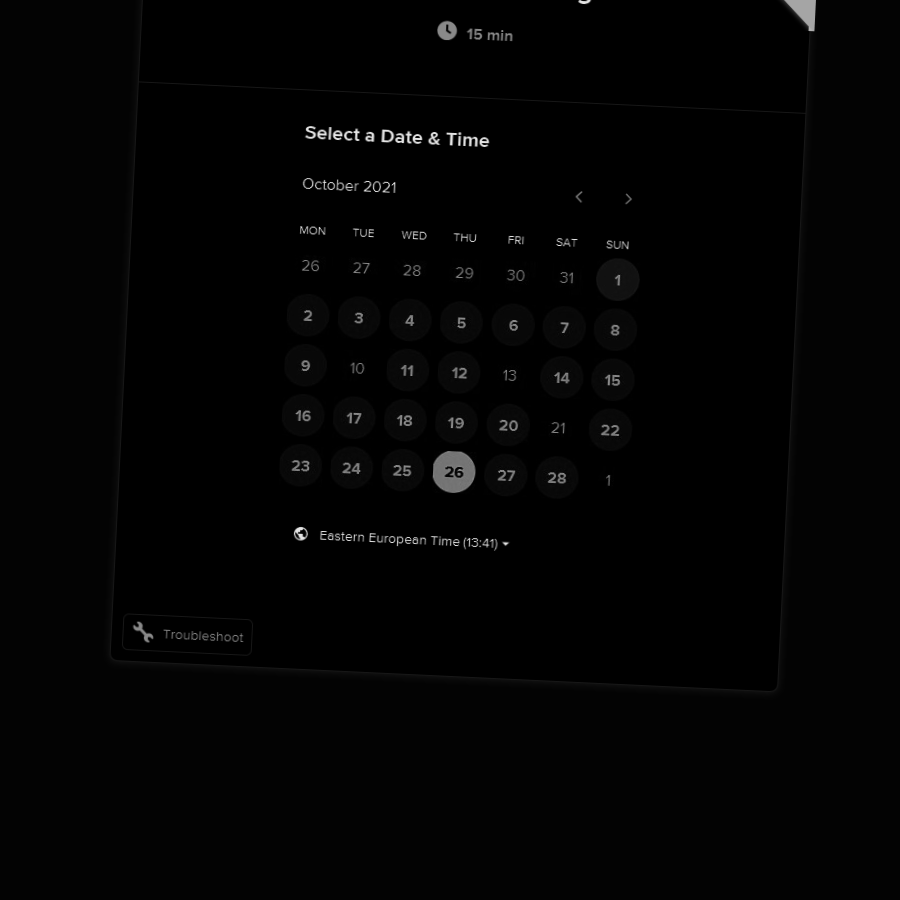 15 min
Select a Date & Time
October 2021
MON TUE WED THU FRI SAT SUN
26 27 28 29 30 31 1
2 3 4 5 6 7 8
9 10 11 12 13 14 15
16 17 18 19 20 21 22
23 24 25 26 27 28 1
Eastern European Time (13:41)
Troubleshoot